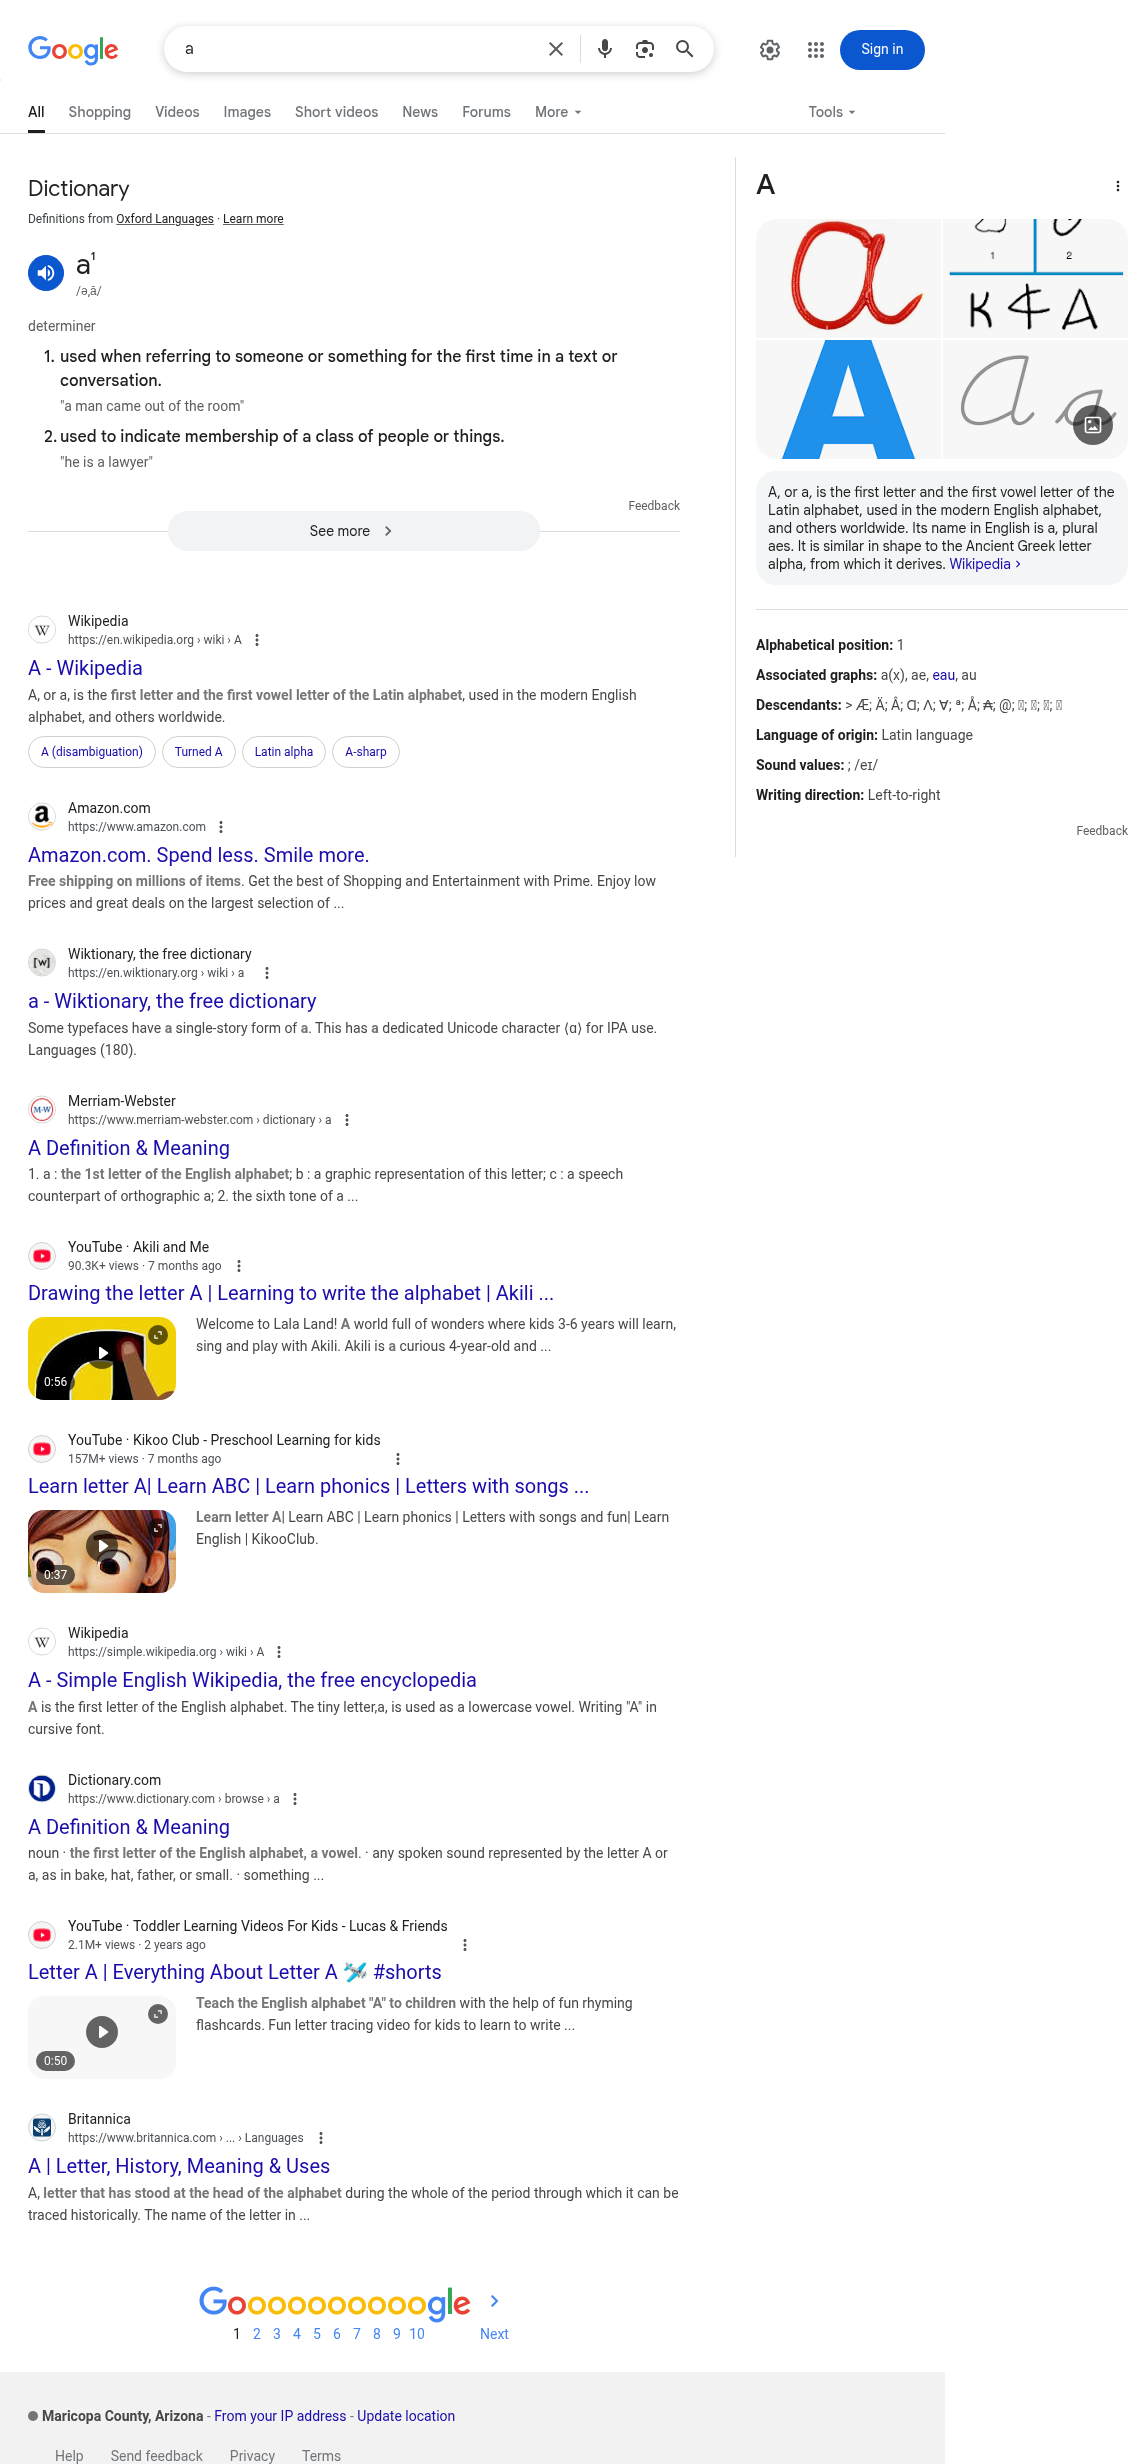 Google
a
Sign in
All
Shopping
Videos
Images
Short videos
News
Forums
More
Tools
Dictionary
Definitions from Oxford Languages · Learn more
a¹
/ə,ā/
determiner
1. used when referring to someone or something for the first time in a text or
conversation.
"a man came out of the room"
2. used to indicate membership of a class of people or things.
"he is a lawyer"
Feedback
See more
Wikipedia
https://en.wikipedia.org › wiki › A
A - Wikipedia
A, or a, is the first letter and the first vowel letter of the Latin alphabet, used in the modern English
alphabet, and others worldwide.
A (disambiguation)
Turned A
Latin alpha
A-sharp
Amazon.com
https://www.amazon.com
Amazon.com. Spend less. Smile more.
Free shipping on millions of items. Get the best of Shopping and Entertainment with Prime. Enjoy low
prices and great deals on the largest selection of ...
Wiktionary, the free dictionary
https://en.wiktionary.org › wiki › a
a - Wiktionary, the free dictionary
Some typefaces have a single-story form of a. This has a dedicated Unicode character ⟨ɑ⟩ for IPA use.
Languages (180).
M-W
Merriam-Webster
https://www.merriam-webster.com › dictionary › a
A Definition & Meaning
1. a : the 1st letter of the English alphabet; b : a graphic representation of this letter; c : a speech
counterpart of orthographic a; 2. the sixth tone of a ...
YouTube · Akili and Me
90.3K+ views · 7 months ago
Drawing the letter A | Learning to write the alphabet | Akili ...
0:56
Welcome to Lala Land! A world full of wonders where kids 3-6 years will learn,
sing and play with Akili. Akili is a curious 4-year-old and ...
YouTube · Kikoo Club - Preschool Learning for kids
157M+ views · 7 months ago
Learn letter A| Learn ABC | Learn phonics | Letters with songs ...
0:37
Learn letter A| Learn ABC | Learn phonics | Letters with songs and fun| Learn
English | KikooClub.
Wikipedia
https://simple.wikipedia.org › wiki › A
A - Simple English Wikipedia, the free encyclopedia
A is the first letter of the English alphabet. The tiny letter,a, is used as a lowercase vowel. Writing "A" in
cursive font.
Dictionary.com
https://www.dictionary.com › browse › a
A Definition & Meaning
noun · the first letter of the English alphabet, a vowel. · any spoken sound represented by the letter A or
a, as in bake, hat, father, or small. · something ...
YouTube · Toddler Learning Videos For Kids - Lucas & Friends
2.1M+ views · 2 years ago
Letter A | Everything About Letter A 🛩️ #shorts
0:50
Teach the English alphabet "A" to children with the help of fun rhyming
flashcards. Fun letter tracing video for kids to learn to write ...
Britannica
https://www.britannica.com › ... › Languages
A | Letter, History, Meaning & Uses
A, letter that has stood at the head of the alphabet during the whole of the period through which it can be
traced historically. The name of the letter in ...
Goooooooooogle
1 2 3 4 5 6 7 8 9 10 Next
A
a
1 2
A
A a
A, or a, is the first letter and the first vowel letter of the
Latin alphabet, used in the modern English alphabet,
and others worldwide. Its name in English is a, plural
aes. It is similar in shape to the Ancient Greek letter
alpha, from which it derives. Wikipedia ›
Alphabetical position: 1
Associated graphs: a(x), ae, eau, au
Descendants: > Æ; Ä; Â; Ɑ; Λ; Ɐ; ª; Å; ₳; @;
Language of origin: Latin language
Sound values: ; /eɪ/
Writing direction: Left-to-right
Feedback
Maricopa County, Arizona - From your IP address - Update location
Help
Send feedback
Privacy
Terms